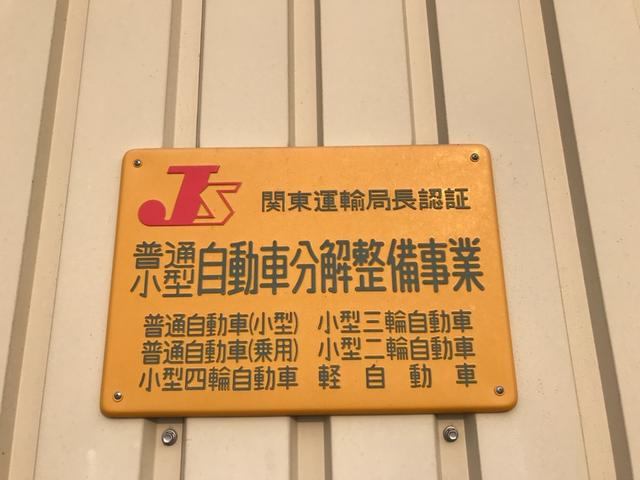 JS 関東運輸局長認証
普通
小型 自動車分解整備事業
普通自動車(小型) 小型三輪自動車
普通自動車(乗用) 小型二輪自動車
小型四輪自動車 軽自動車